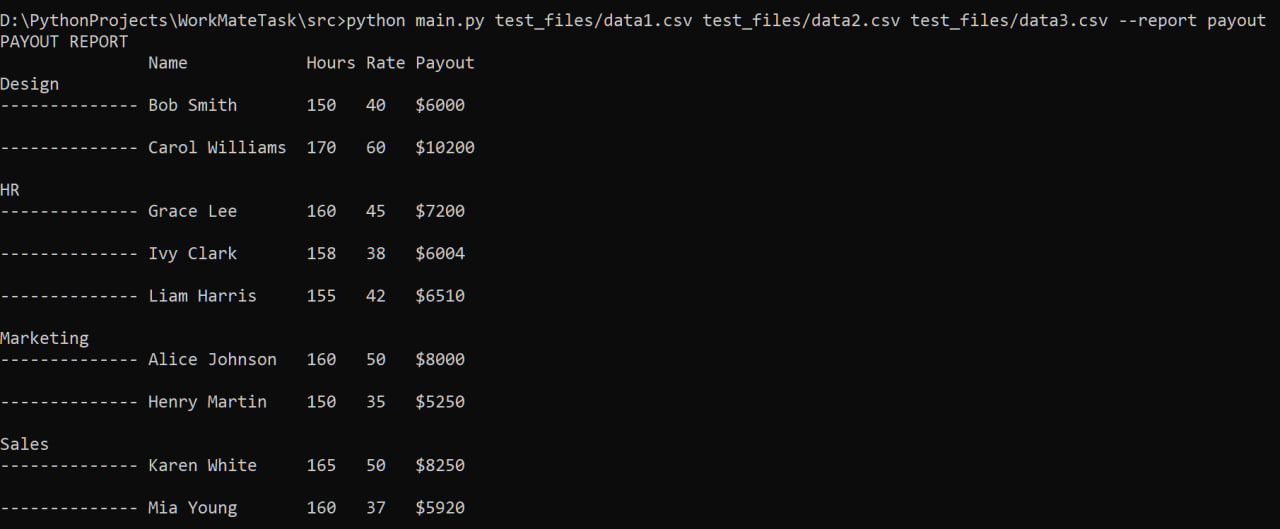 D:\PythonProjects\WorkMateTask\src>python main.py test_files/data1.csv test_files/data2.csv test_files/data3.csv --report payout
PAYOUT REPORT
               Name            Hours Rate Payout
Design
-------------- Bob Smith       150   40   $6000
-------------- Carol Williams  170   60   $10200
HR
-------------- Grace Lee       160   45   $7200
-------------- Ivy Clark       158   38   $6004
-------------- Liam Harris     155   42   $6510
Marketing
-------------- Alice Johnson   160   50   $8000
-------------- Henry Martin    150   35   $5250
Sales
-------------- Karen White     165   50   $8250
-------------- Mia Young       160   37   $5920